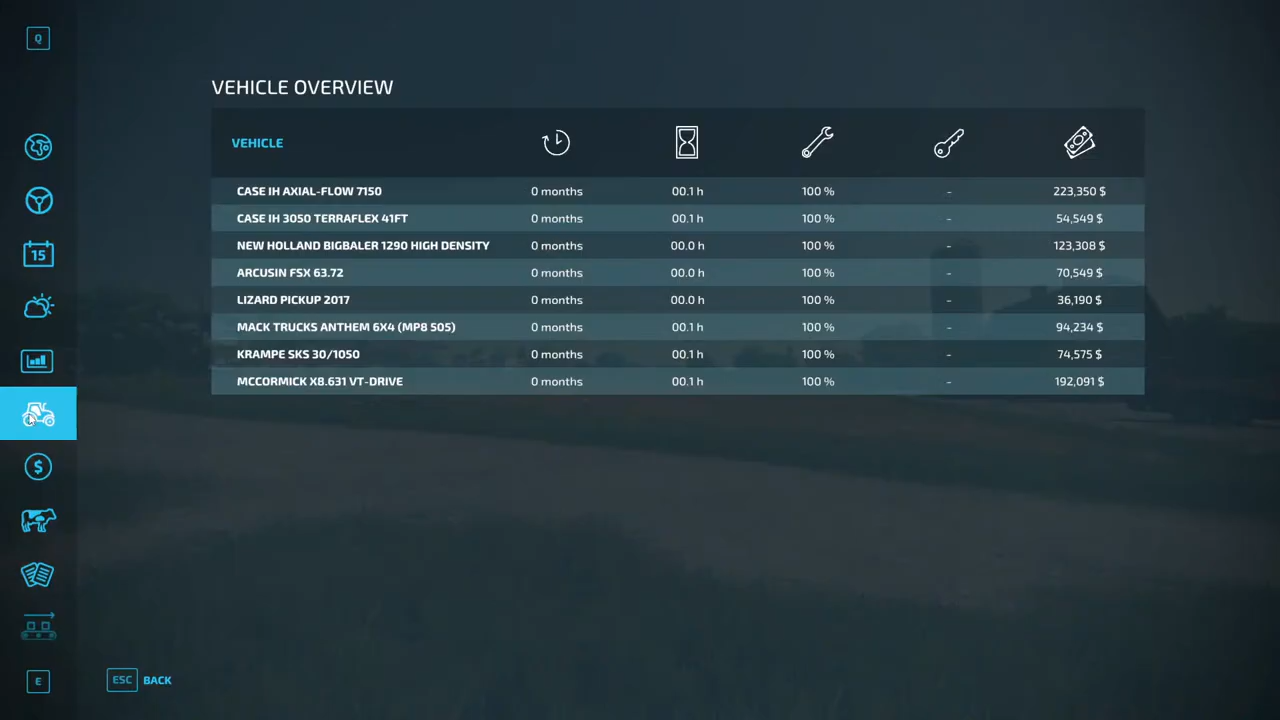 Q
VEHICLE OVERVIEW
VEHICLE
CASE IH AXIAL-FLOW 7150 0 months 00.1 h 100 % - 223,350 $
CASE IH 3050 TERRAFLEX 41FT 0 months 00.1 h 100 % - 54,549 $
NEW HOLLAND BIGBALER 1290 HIGH DENSITY 0 months 00.0 h 100 % - 123,308 $
ARCUSIN FSX 63.72 0 months 00.0 h 100 % - 70,549 $
LIZARD PICKUP 2017 0 months 00.0 h 100 % - 36,190 $
MACK TRUCKS ANTHEM 6X4 (MP8 505) 0 months 00.1 h 100 % - 94,234 $
KRAMPE SKS 30/1050 0 months 00.1 h 100 % - 74,575 $
MCCORMICK X8.631 VT-DRIVE 0 months 00.1 h 100 % - 192,091 $
15
$
E
ESC BACK